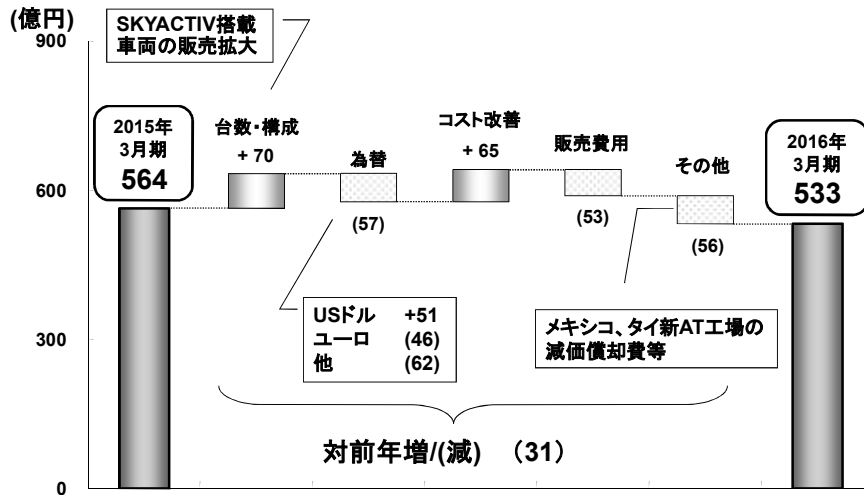 (億円)
900
600
300
0
SKYACTIV搭載
車両の販売拡大
2015年
3月期
564
台数・構成
+ 70
為替
(57)
コスト改善
+ 65
販売費用
(53)
その他
(56)
2016年
3月期
533
USドル +51
ユーロ (46)
他 (62)
メキシコ、タイ新AT工場の
減価償却費等
対前年増/(減) (31)